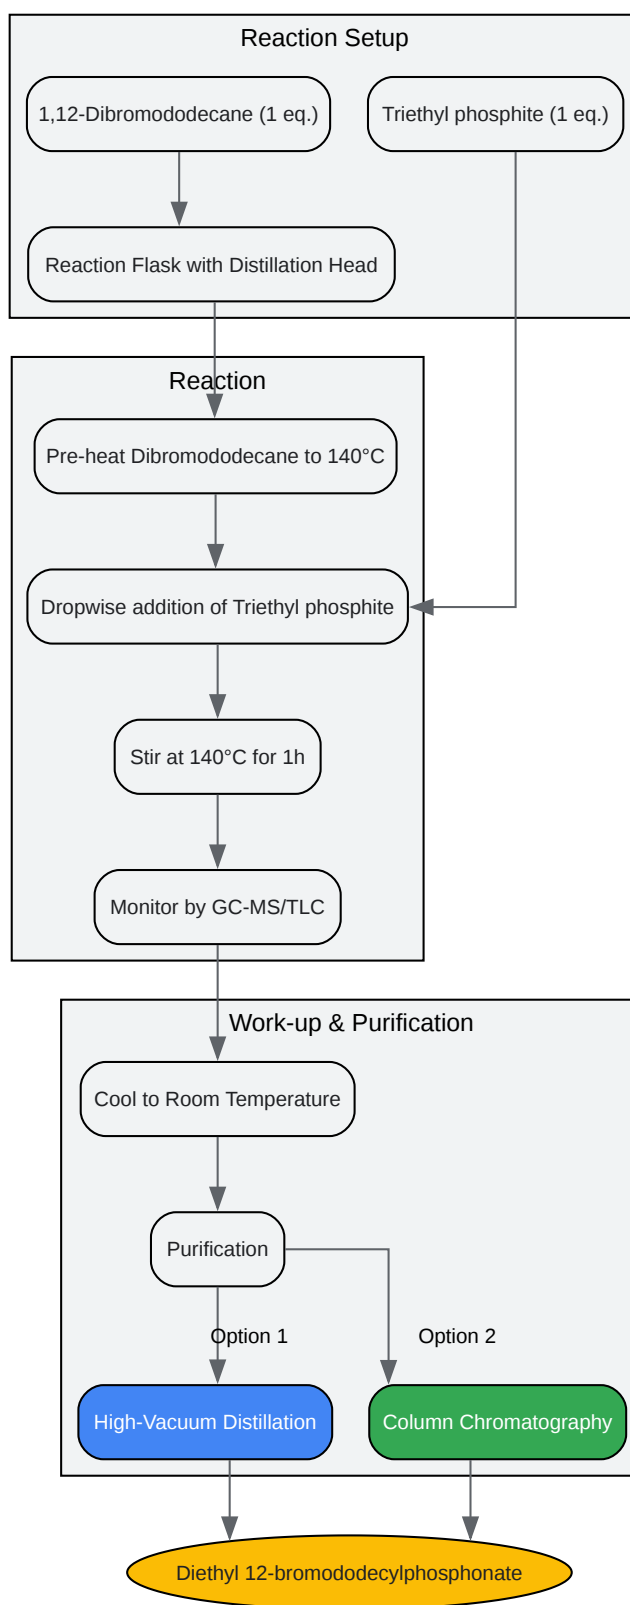 Reaction Setup
1,12-Dibromododecane (1 eq.)
Triethyl phosphite (1 eq.)
Reaction Flask with Distillation Head
Reaction
Pre-heat Dibromododecane to 140°C
Dropwise addition of Triethyl phosphite
Stir at 140°C for 1h
Monitor by GC-MS/TLC
Work-up & Purification
Cool to Room Temperature
Purification
Option 1
Option 2
High-Vacuum Distillation
Column Chromatography
Diethyl 12-bromododecylphosphonate